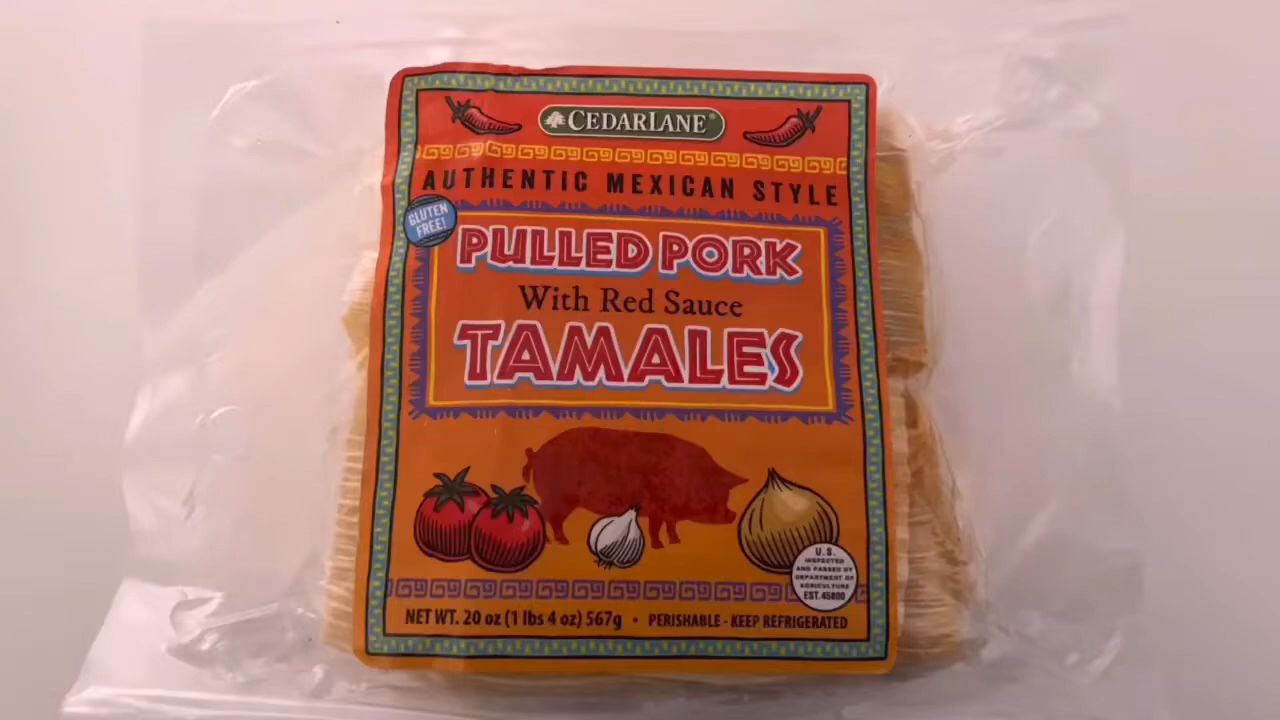 CEDARLANE®
AUTHENTIC MEXICAN STYLE
GLUTEN
FREE!
PULLED PORK
With Red Sauce
TAMALES
U.S.
INSPECTED
AND PASSED BY
DEPARTMENT OF
AGRICULTURE
EST. 45800
NET WT. 20 oz (1 lbs 4 oz) 567g • PERISHABLE - KEEP REFRIGERATED